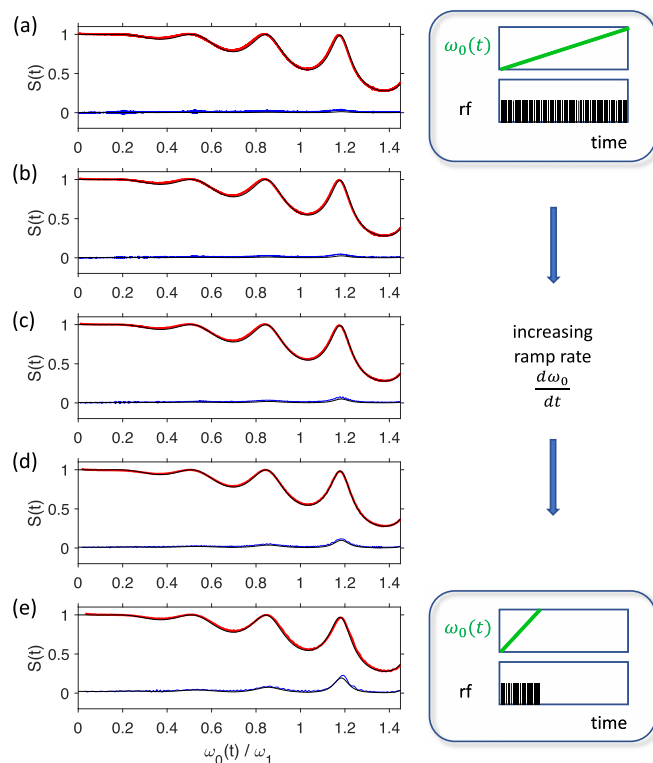 (a)
1
0.5
0
S(t)
0 0.2 0.4 0.6 0.8 1 1.2 1.4
(b)
1
0.5
0
S(t)
0 0.2 0.4 0.6 0.8 1 1.2 1.4
(c)
1
0.5
0
S(t)
0 0.2 0.4 0.6 0.8 1 1.2 1.4
(d)
1
0.5
0
S(t)
0 0.2 0.4 0.6 0.8 1 1.2 1.4
(e)
1
0.5
0
S(t)
0 0.2 0.4 0.6 0.8 1 1.2 1.4
ω₀(t) / ω₁
ω₀(t)
rf
time
increasing
ramp rate
dω₀
dt
ω₀(t)
rf
time